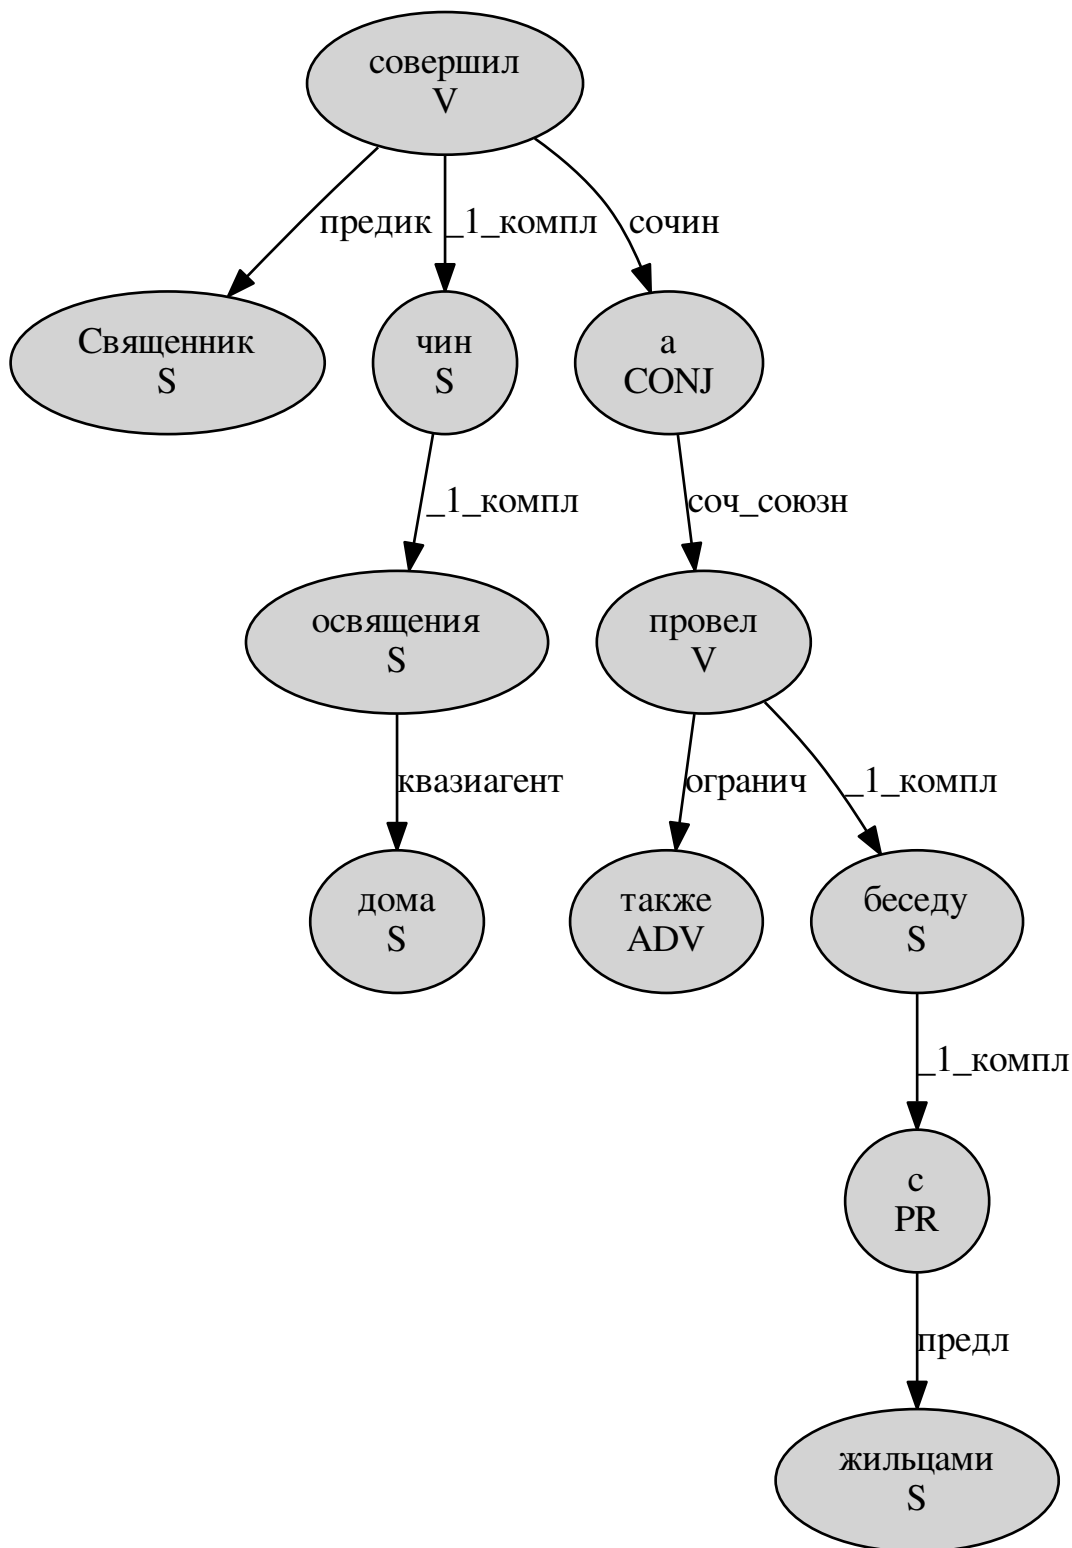 совершил
V
предик
_1_компл
сочин
Священник
S
чин
S
а
CONJ
_1_компл
соч_союзн
освящения
S
провел
V
квазиагент
огранич
_1_компл
дома
S
также
ADV
беседу
S
_1_компл
с
PR
предл
жильцами
S